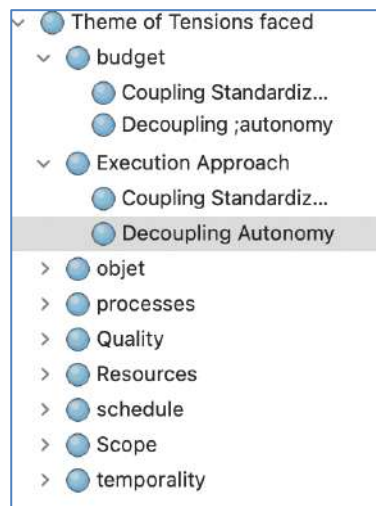 Theme of Tensions faced
budget
Coupling Standardiz...
Decoupling ;autonomy
Execution Approach
Coupling Standardiz...
Decoupling Autonomy
objet
processes
Quality
Resources
schedule
Scope
temporality